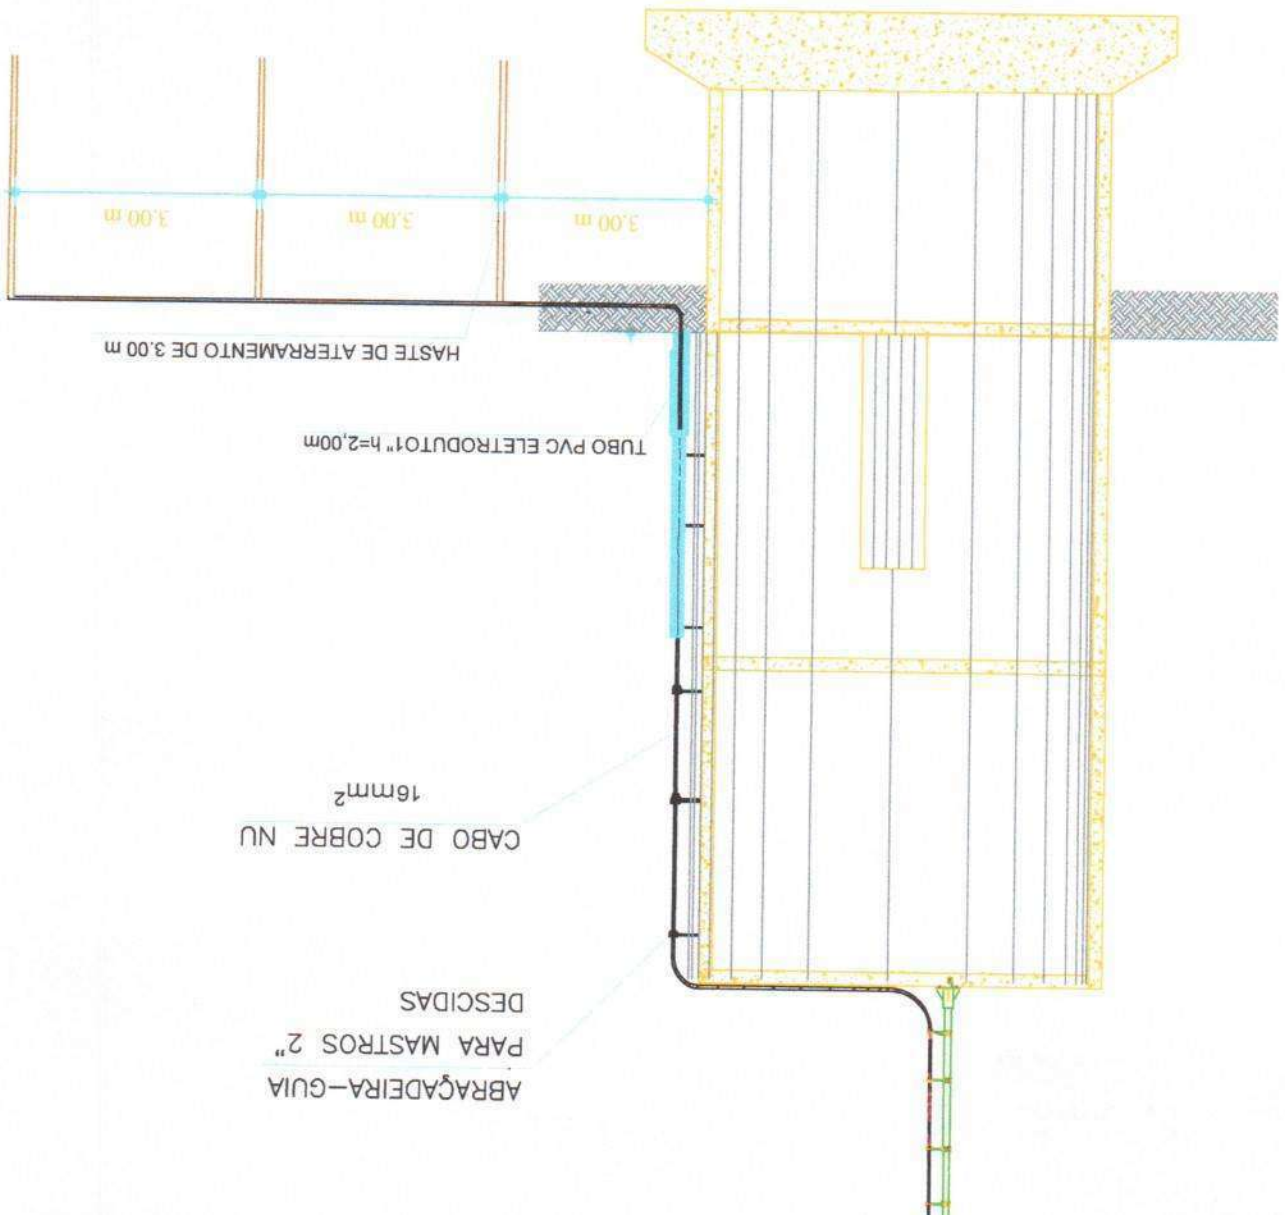 ABRAÇADEIRA-GUIA
PARA MASTROS 2"
DESCIDAS
CABO DE COBRE NU
16mm²
TUBO PVC ELETRODUTO1" h=2,00m
HASTE DE ATERRAMENTO DE 3.00 m
3.00 m
3.00 m
3.00 m